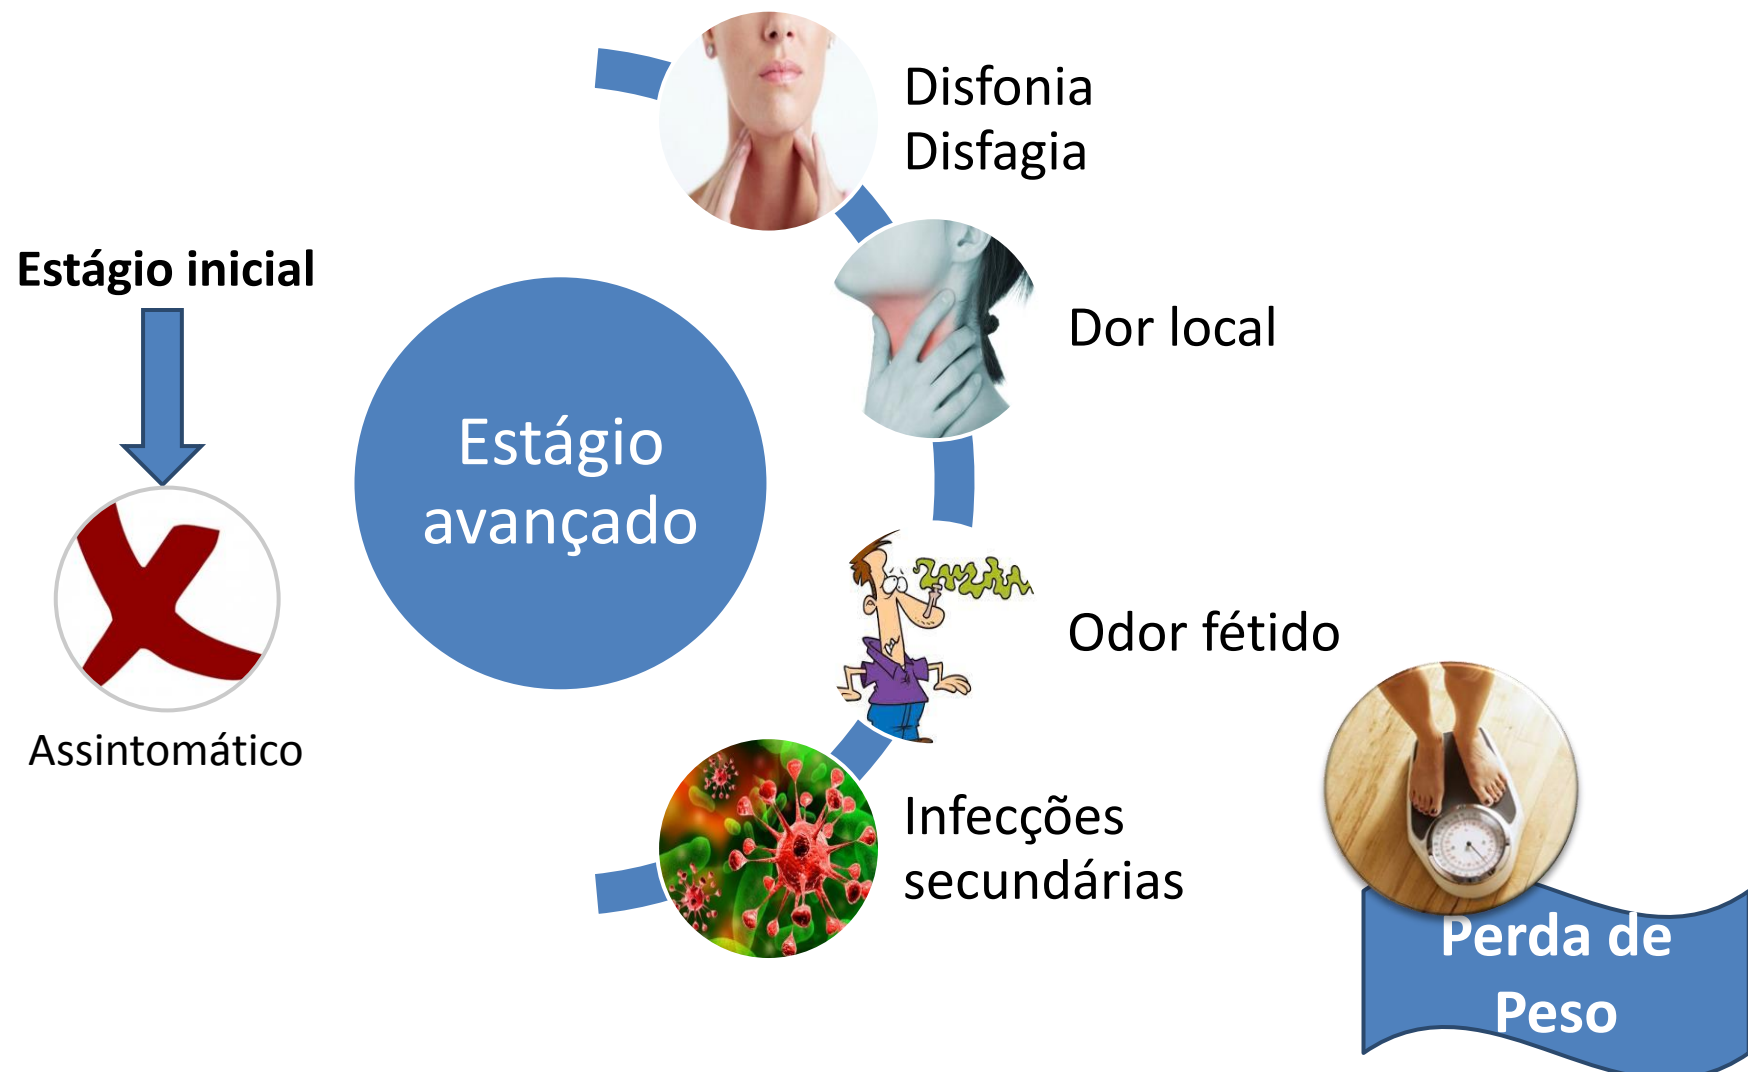 Estágio inicial
Assintomático
Estágio
avançado
Disfonia
Disfagia
Dor local
Odor fétido
Infecções
secundárias
Perda de
Peso